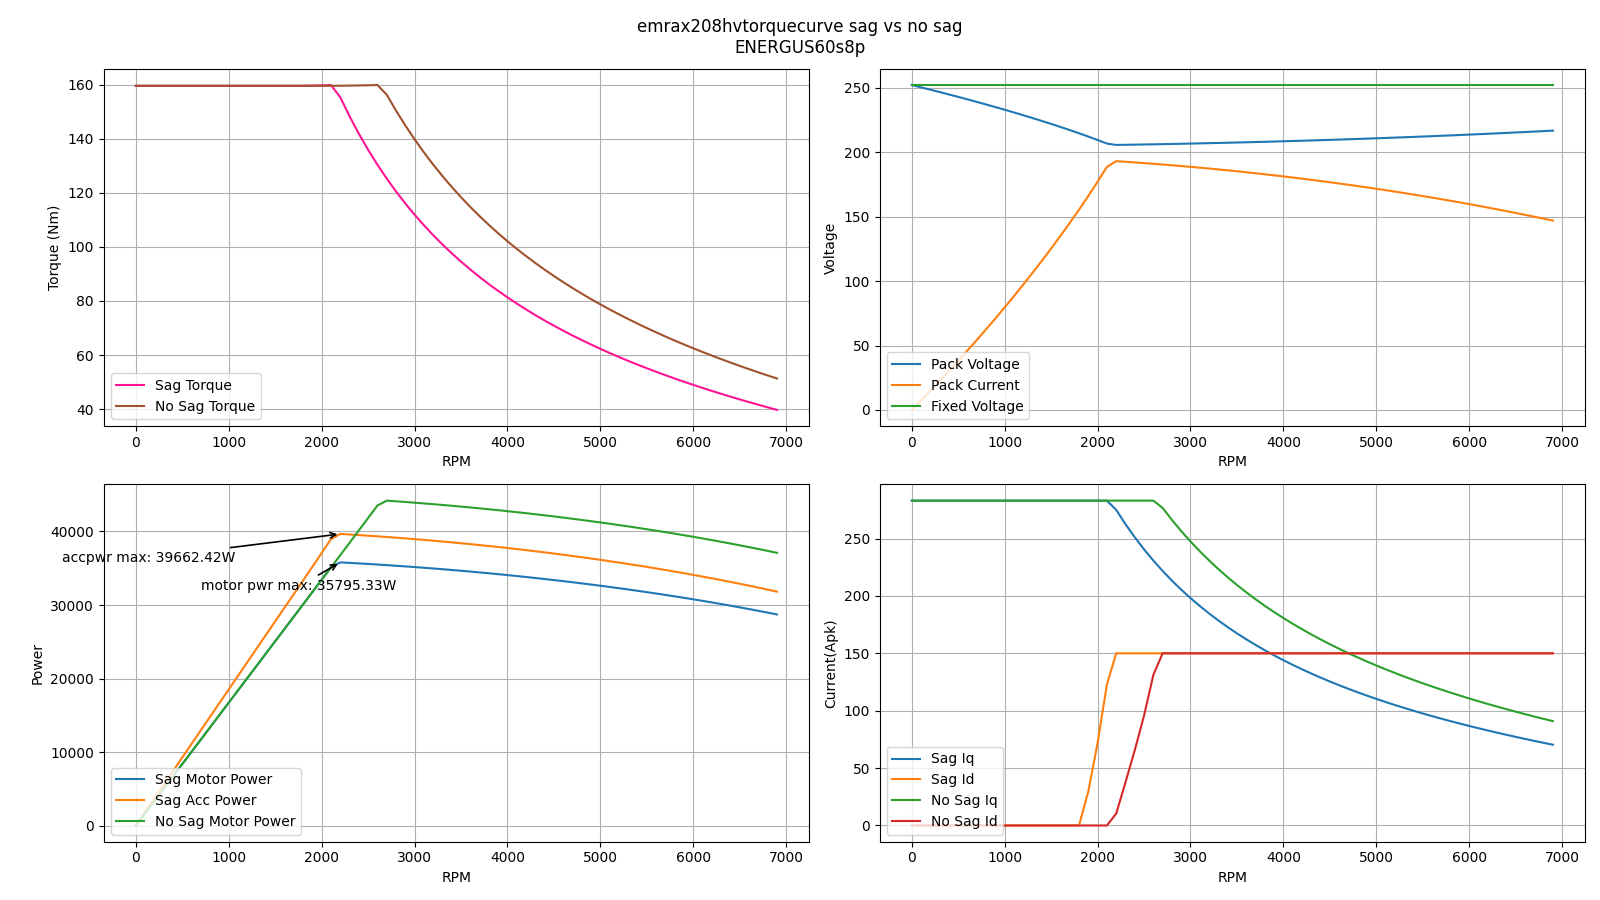 emrax208hvtorquecurve sag vs no sag
ENERGUS60s8p
160
140
120
100
80
60
40
Torque (Nm)
Sag Torque
No Sag Torque
0 1000 2000 3000 4000 5000 6000 7000
RPM
250
200
150
100
50
0
Voltage
Pack Voltage
Pack Current
Fixed Voltage
0 1000 2000 3000 4000 5000 6000 7000
RPM
40000
30000
20000
10000
0
Power
accpwr max: 39662.42W
motor pwr max: 35795.33W
Sag Motor Power
Sag Acc Power
No Sag Motor Power
0 1000 2000 3000 4000 5000 6000 7000
RPM
250
200
150
100
50
0
Current(Apk)
Sag Iq
Sag Id
No Sag Iq
No Sag Id
0 1000 2000 3000 4000 5000 6000 7000
RPM